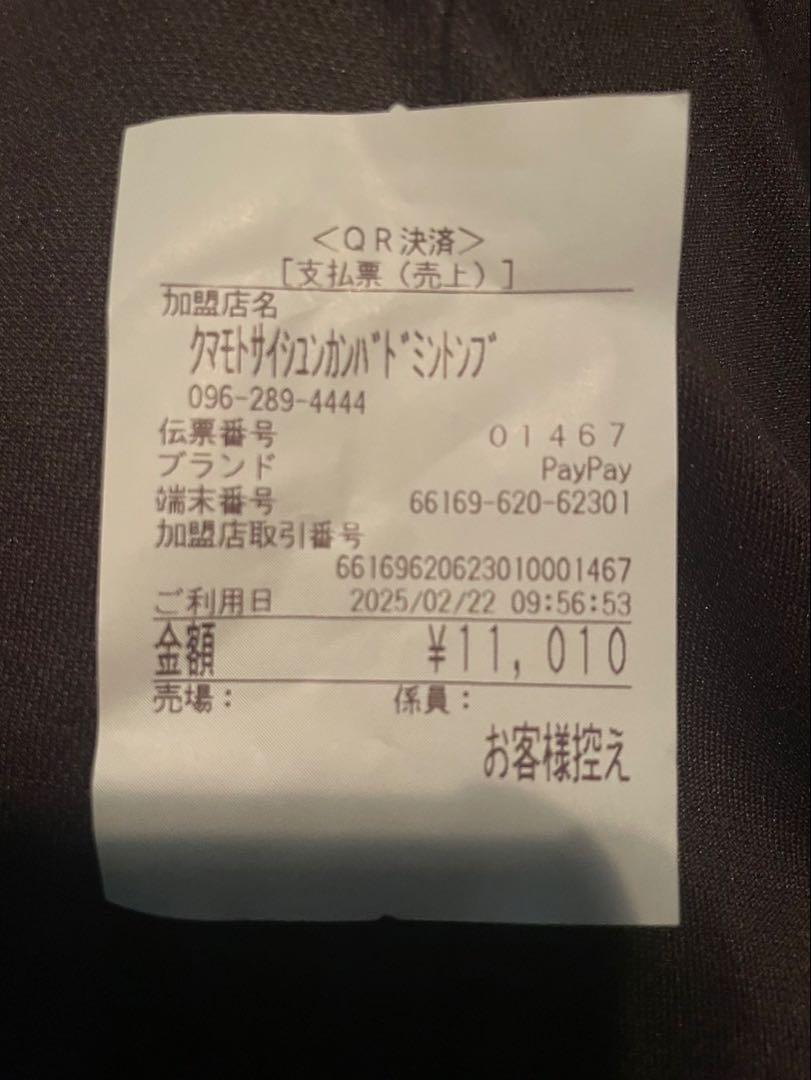 ＜ＱＲ決済＞
［支払票（売上）］
加盟店名
ｸﾏﾓﾄｻｲｼｭﾝｶﾝﾊﾞﾄﾞﾐﾝﾄﾝﾌﾞ
096-289-4444
伝票番号 ０１４６７
ブランド PayPay
端末番号 66169-620-62301
加盟店取引番号
66169620623010001467
ご利用日 2025/02/22 09:56:53
金額 ￥１１，０１０
売場： 係員：
お客様控え